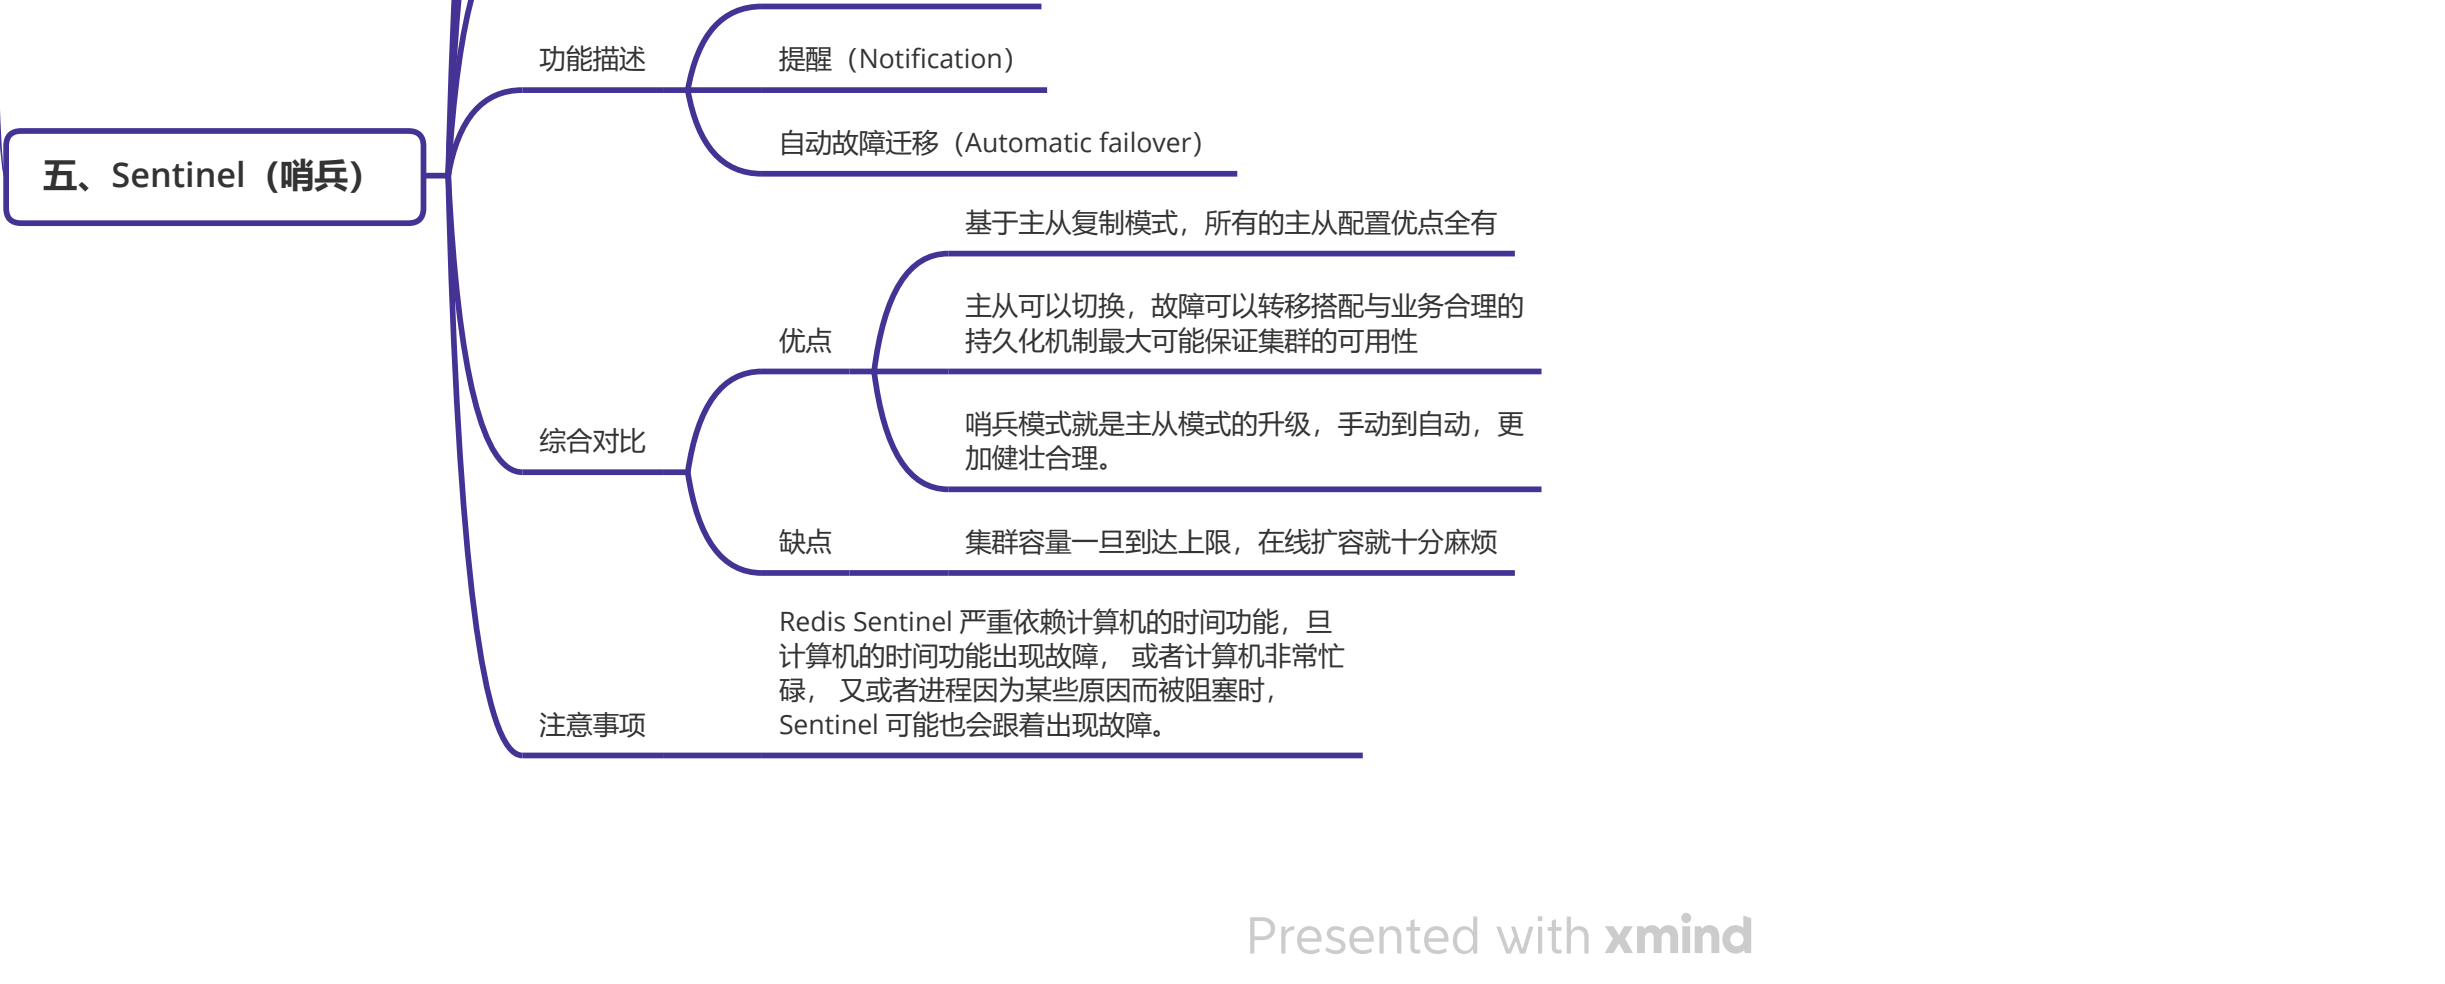 功能描述
提醒（Notification）
自动故障迁移（Automatic failover）
五、Sentinel（哨兵）
综合对比
优点
基于主从复制模式，所有的主从配置优点全有
主从可以切换，故障可以转移搭配与业务合理的
持久化机制最大可能保证集群的可用性
哨兵模式就是主从模式的升级，手动到自动，更
加健壮合理。
缺点
集群容量一旦到达上限，在线扩容就十分麻烦
注意事项
Redis Sentinel 严重依赖计算机的时间功能，旦
计算机的时间功能出现故障， 或者计算机非常忙
碌， 又或者进程因为某些原因而被阻塞时，
Sentinel 可能也会跟着出现故障。
Presented with xmind